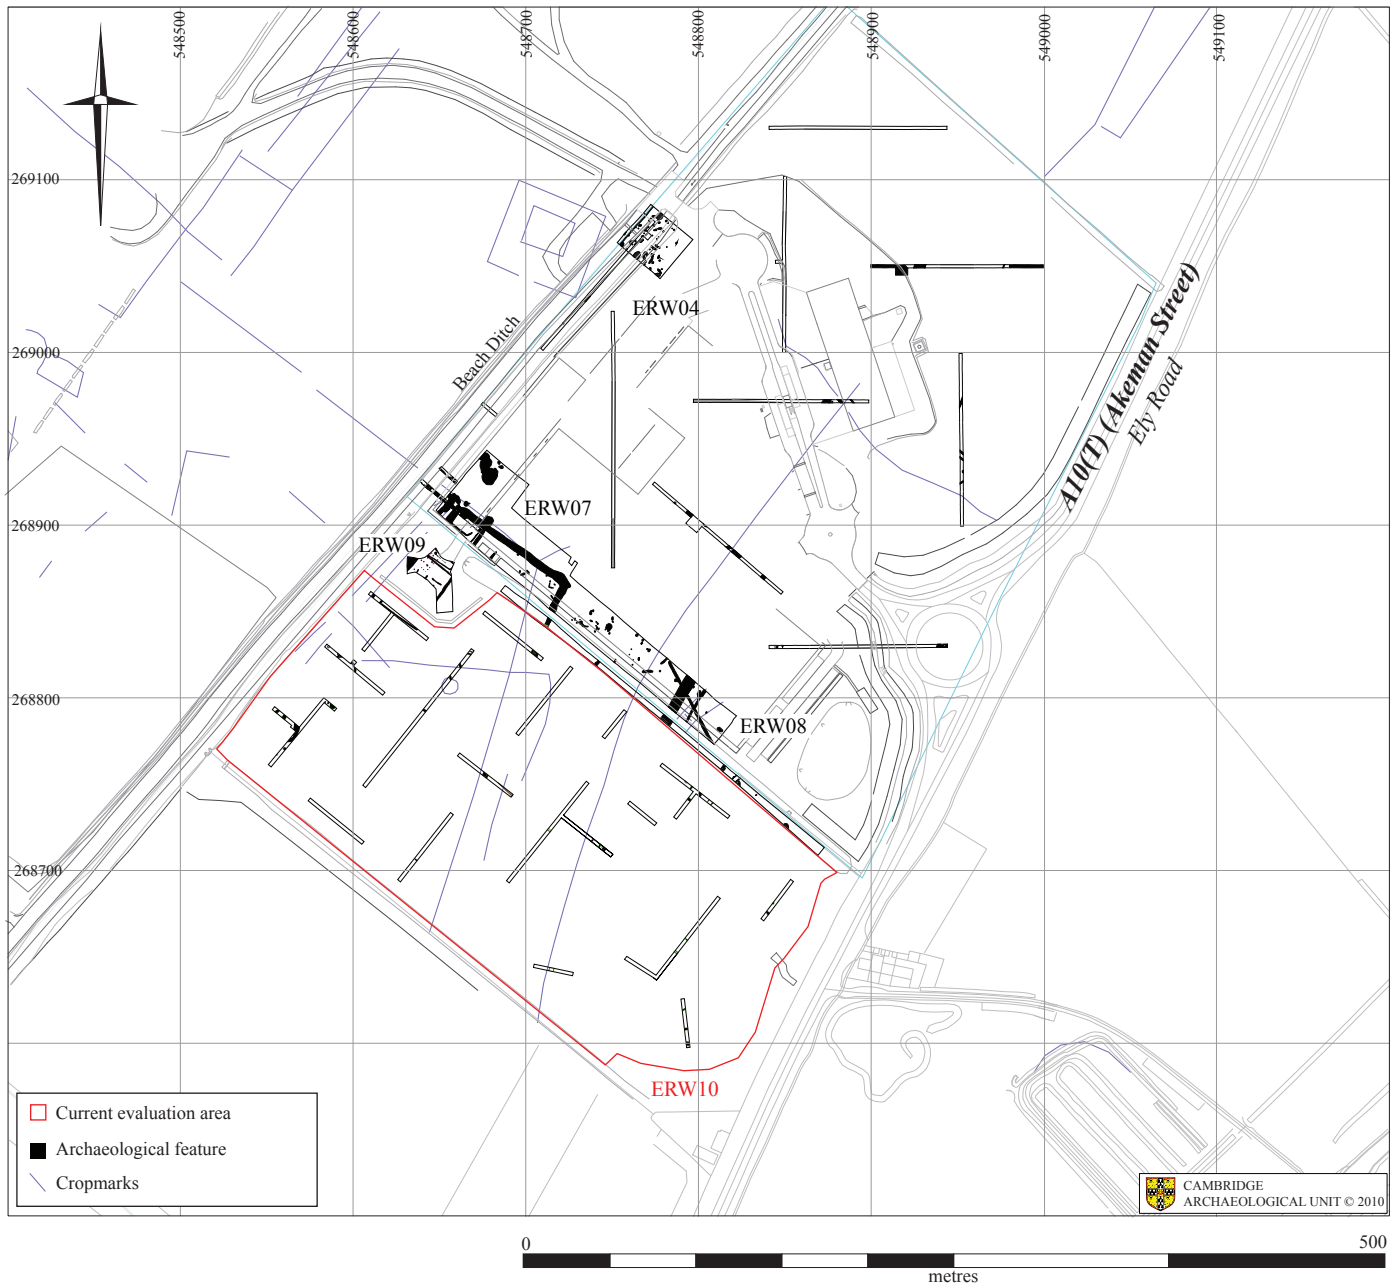 548500
548600
548700
548800
548900
549000
549100
269100
ERW04
Beach Ditch
269000
A10(T) (Akeman Street)
Ely Road
ERW07
268900
ERW09
268800
ERW08
268700
ERW10
Current evaluation area
Archaeological feature
Cropmarks
CAMBRIDGE
ARCHAEOLOGICAL UNIT © 2010
0
500
metres